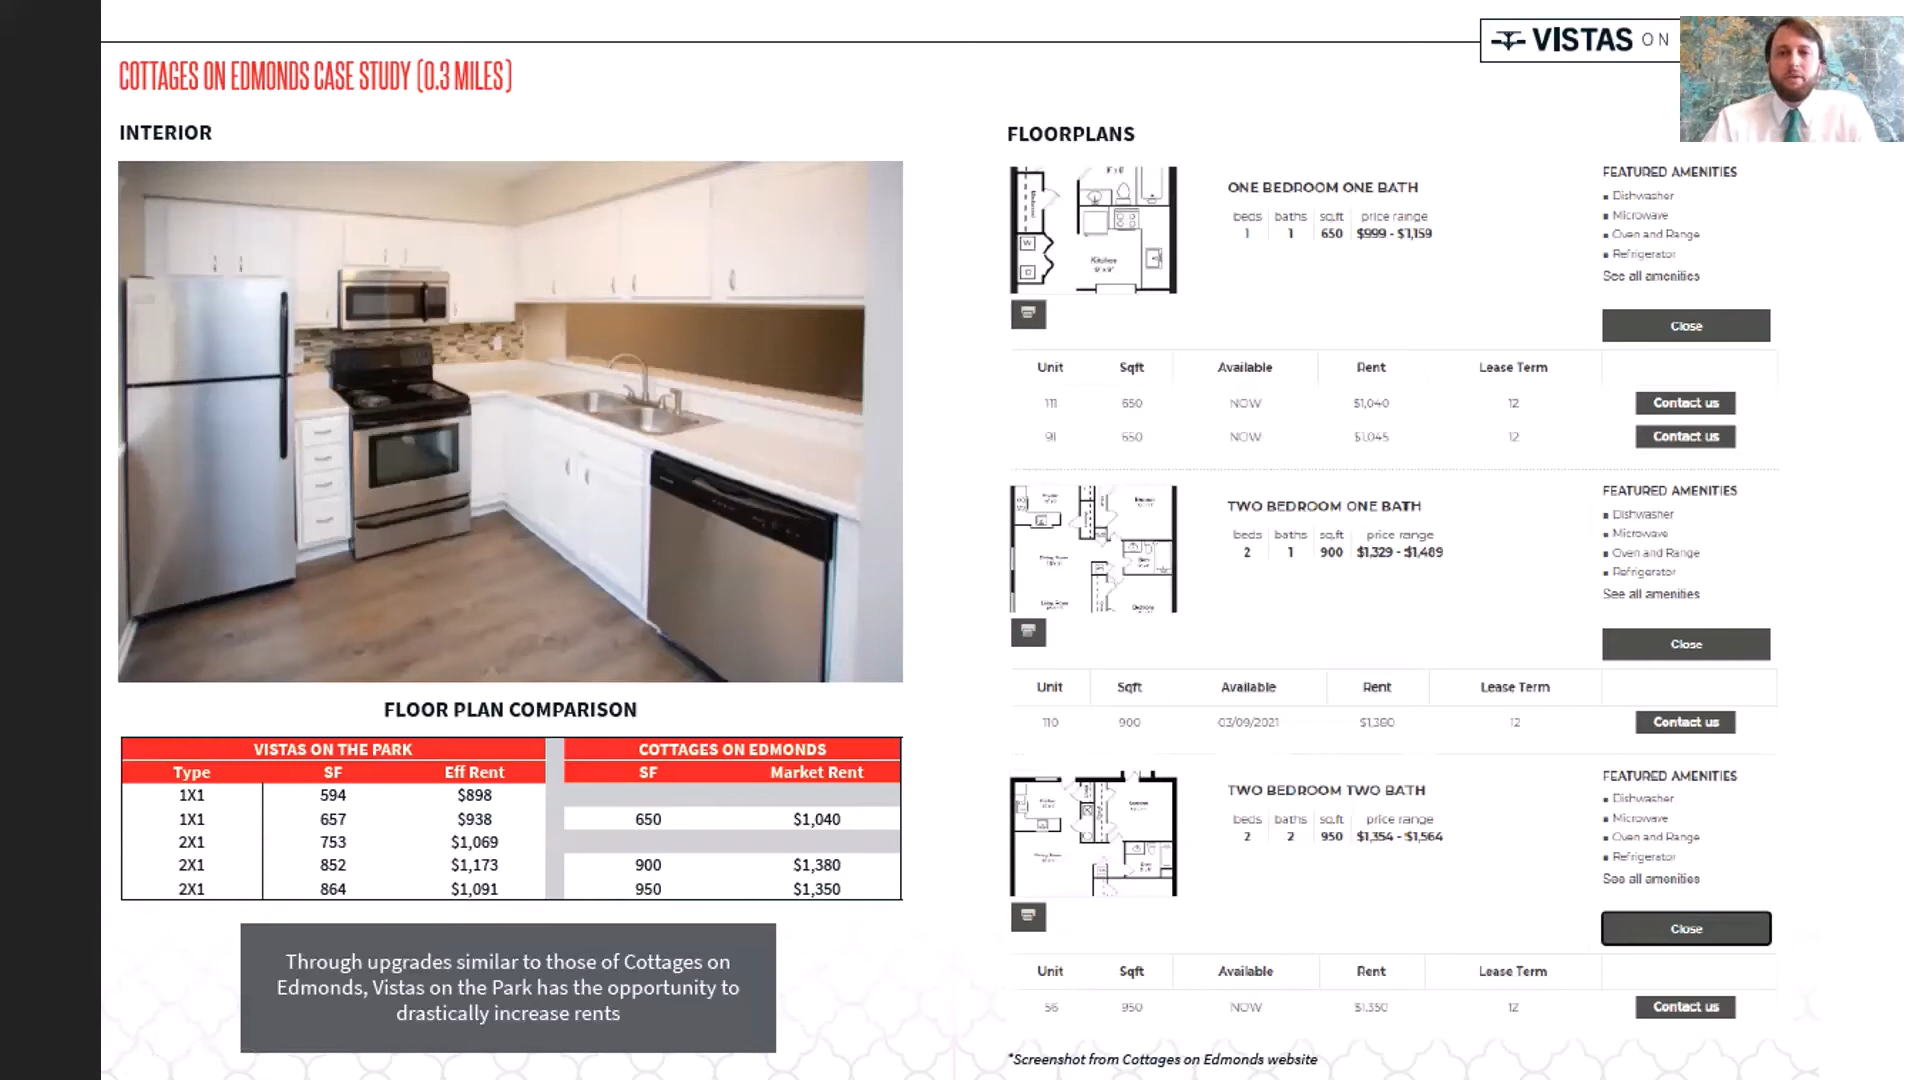 VISTAS ON
COTTAGES ON EDMONDS CASE STUDY (0.3 MILES)
INTERIOR
FLOOR PLAN COMPARISON
VISTAS ON THE PARK COTTAGES ON EDMONDS
Type SF Eff Rent SF Market Rent
1X1 594 $898
1X1 657 $938 650 $1,040
2X1 753 $1,069
2X1 852 $1,173 900 $1,380
2X1 864 $1,091 950 $1,350
Through upgrades similar to those of Cottages on
Edmonds, Vistas on the Park has the opportunity to
drastically increase rents
FLOORPLANS
Kitchen
W
D
ONE BEDROOM ONE BATH
beds baths sq.ft price range
1 1 650 $999 - $1,159
FEATURED AMENITIES
▪ Dishwasher
▪ Microwave
▪ Oven and Range
▪ Refrigerator
See all amenities
Close
Unit Sqft Available Rent Lease Term
111 650 NOW $1,040 12 Contact us
91 650 NOW $1,045 12 Contact us
TWO BEDROOM ONE BATH
beds baths sq.ft price range
2 1 900 $1,329 - $1,489
FEATURED AMENITIES
▪ Dishwasher
▪ Microwave
▪ Oven and Range
▪ Refrigerator
See all amenities
Close
Unit Sqft Available Rent Lease Term
110 900 03/09/2021 $1,380 12 Contact us
TWO BEDROOM TWO BATH
beds baths sq.ft price range
2 2 950 $1,354 - $1,564
FEATURED AMENITIES
▪ Dishwasher
▪ Microwave
▪ Oven and Range
▪ Refrigerator
See all amenities
Close
Unit Sqft Available Rent Lease Term
56 950 NOW $1,350 12 Contact us
*Screenshot from Cottages on Edmonds website